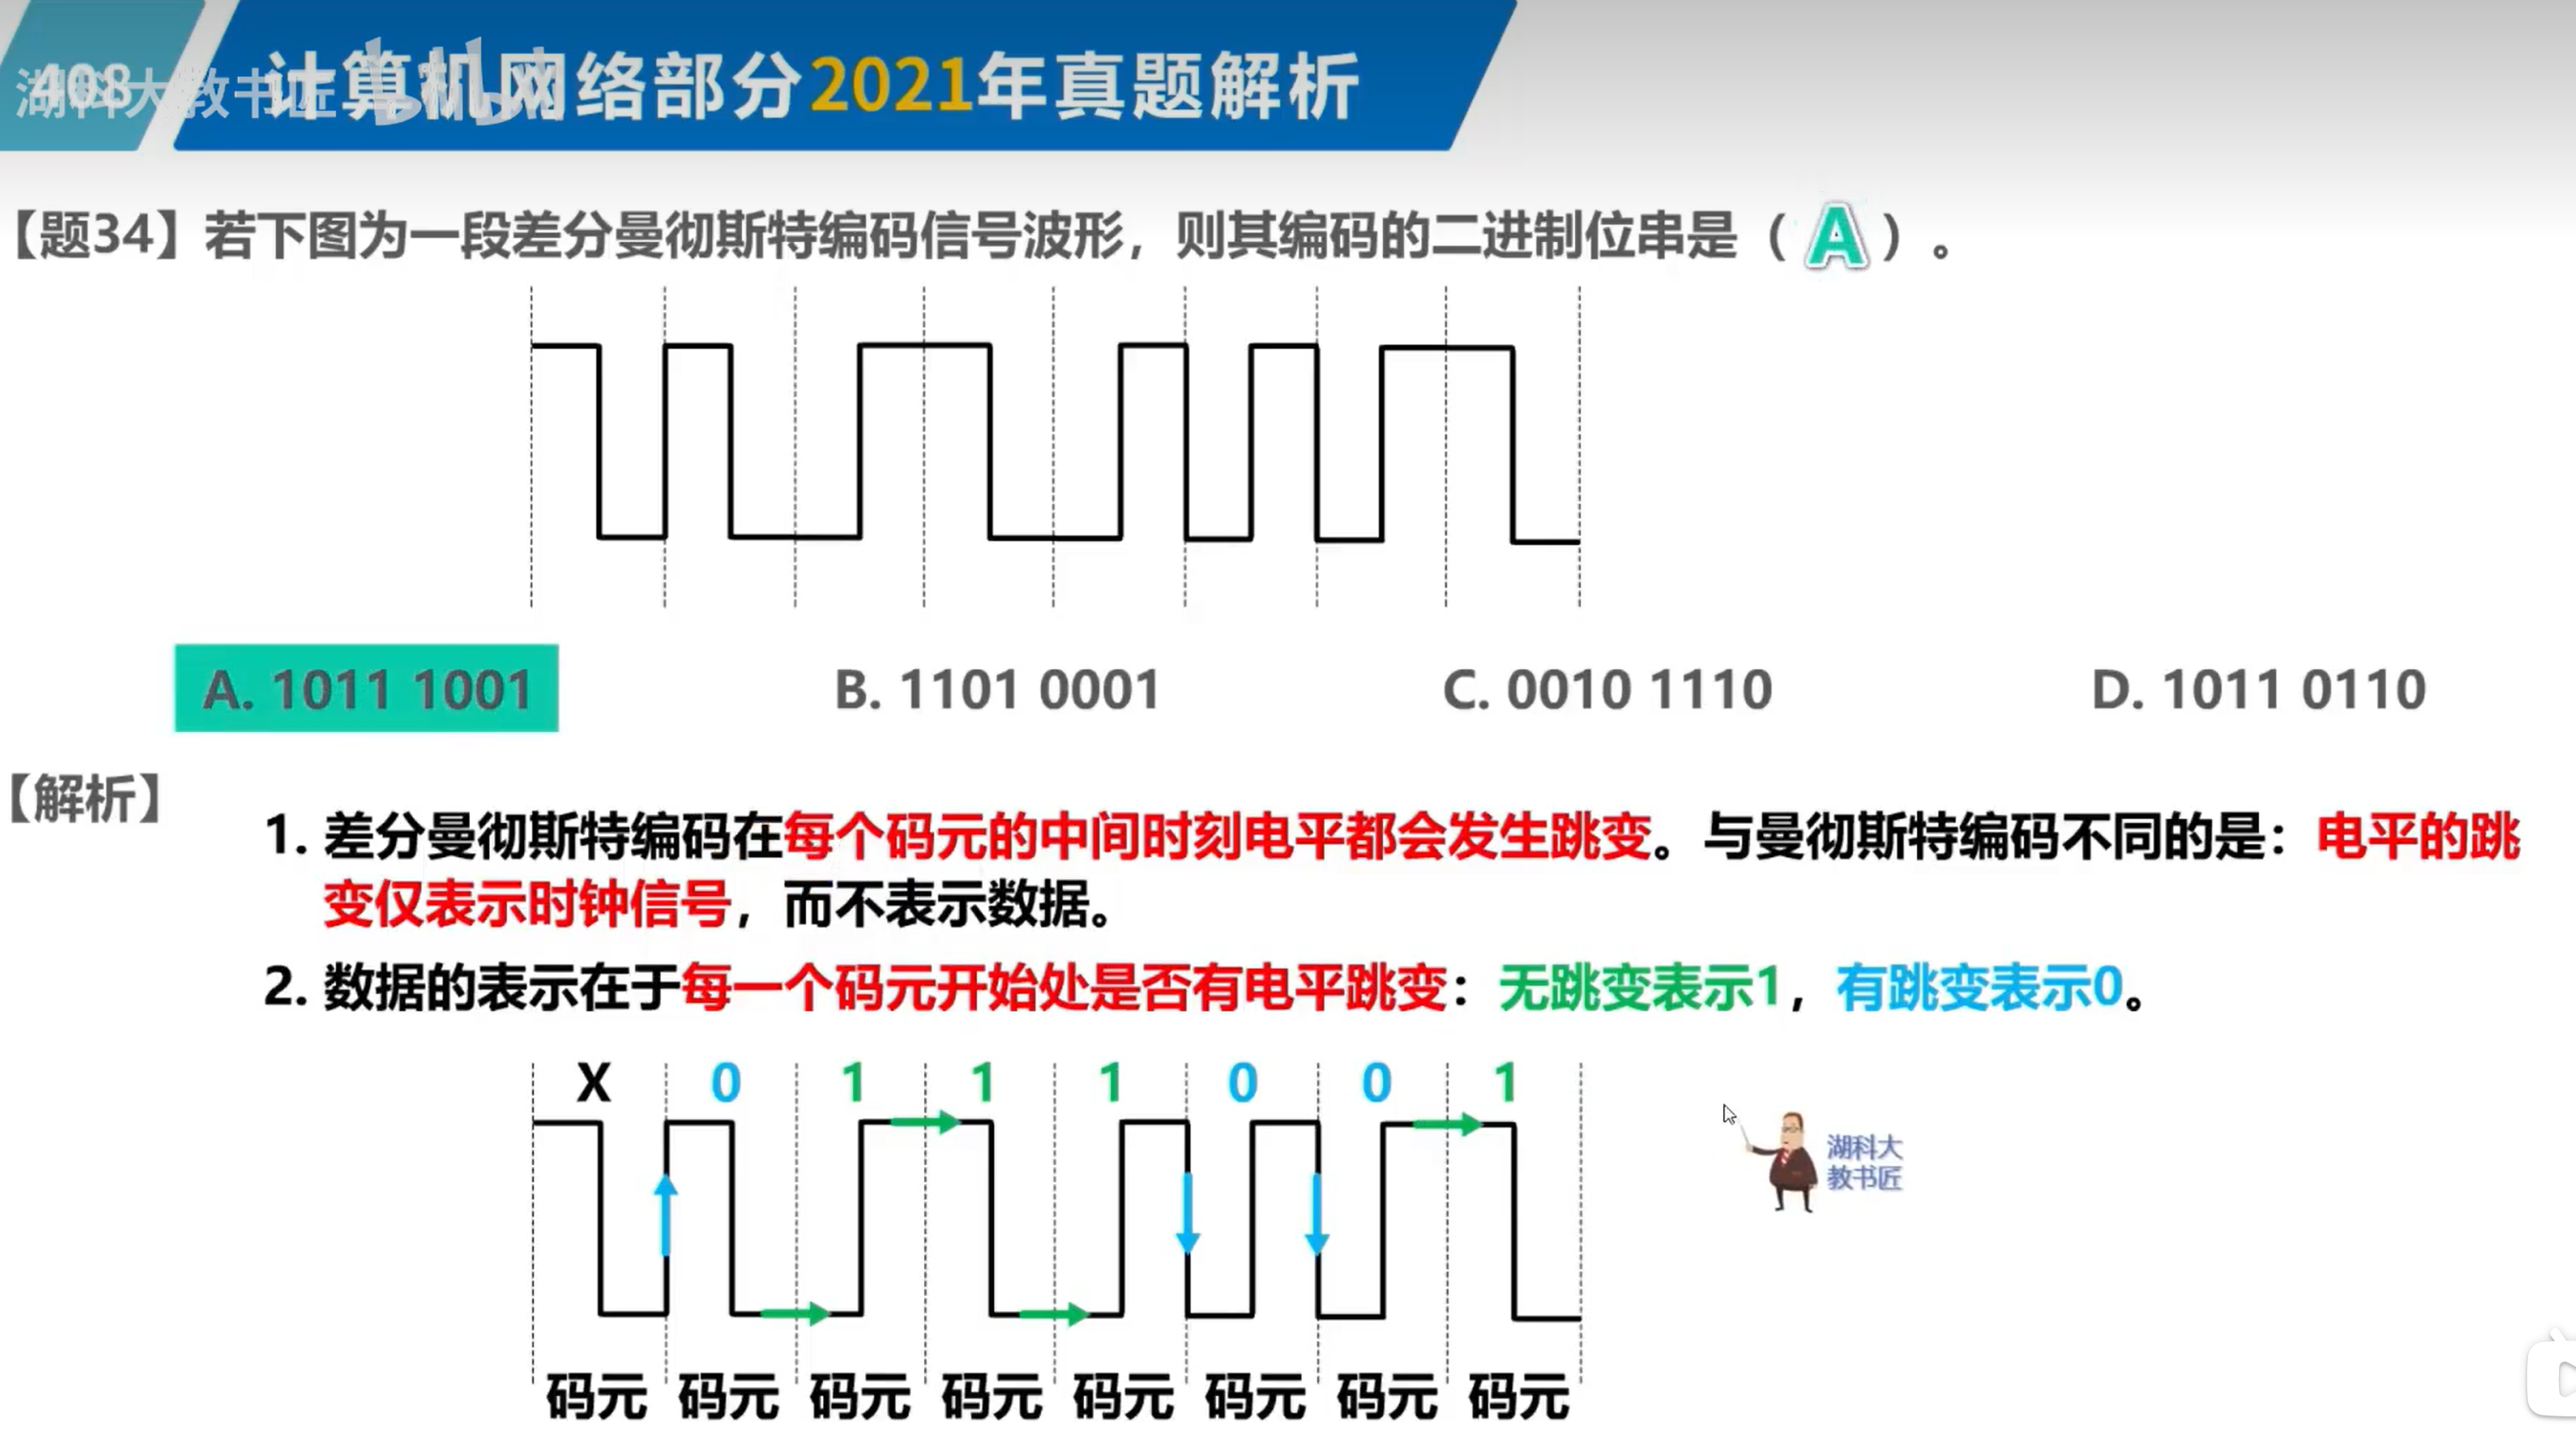 408 计算机网络部分2021年真题解析
湖科大教书匠 bilibili
【题34】若下图为一段差分曼彻斯特编码信号波形，则其编码的二进制位串是（ A ）。
A. 1011 1001 B. 1101 0001 C. 0010 1110 D. 1011 0110
【解析】
1. 差分曼彻斯特编码在每个码元的中间时刻电平都会发生跳变。与曼彻斯特编码不同的是：电平的跳
变仅表示时钟信号，而不表示数据。
2. 数据的表示在于每一个码元开始处是否有电平跳变：无跳变表示1，有跳变表示0。
X 0 1 1 1 0 0 1
湖科大
教书匠
码元 码元 码元 码元 码元 码元 码元 码元